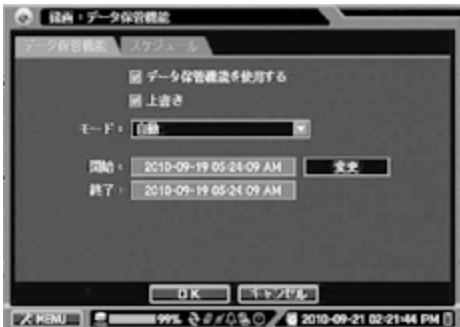 録画：データ保管機能
データ保管機能 スケジュール
データ保管機能を使用する
上書き
モード： 自動
開始： 2010-09-19 05:24:09 AM 変更
終了： 2010-09-19 05:24:09 AM
OK キャンセル
MENU 99% 2010-09-21 02:21:44 PM